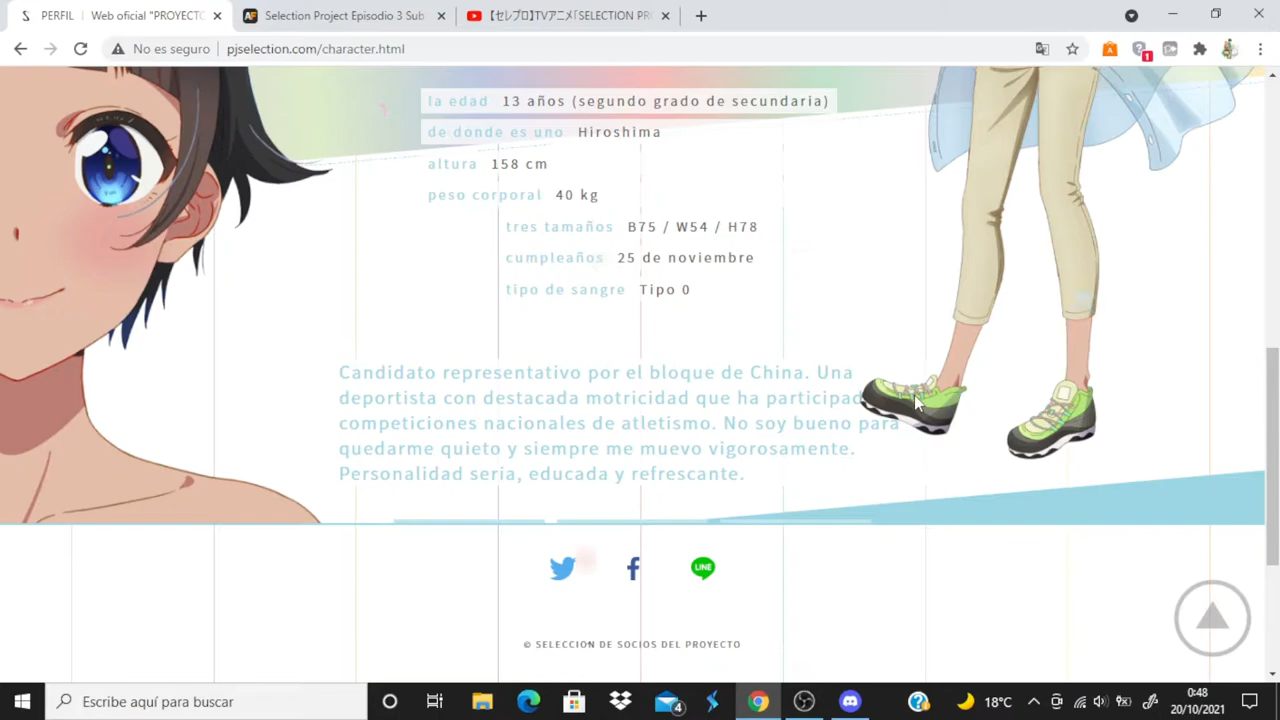 PERFIL | Web oficial "PROYECTO
Selection Project Episodio 3 Sub
【セレプロ】TVアニメ「SELECTION PR
No es seguro | pjselection.com/character.html
1
la edad 13 años (segundo grado de secundaria)
de donde es uno Hiroshima
altura 158 cm
peso corporal 40 kg
tres tamaños B75 / W54 / H78
cumpleaños 25 de noviembre
tipo de sangre Tipo 0
Candidato representativo por el bloque de China. Una
deportista con destacada motricidad que ha participad
competiciones nacionales de atletismo. No soy bueno para
quedarme quieto y siempre me muevo vigorosamente.
Personalidad seria, educada y refrescante.
LINE
© SELECCIÓN DE SOCIOS DEL PROYECTO
Escribe aquí para buscar
4
18°C
0:48
20/10/2021